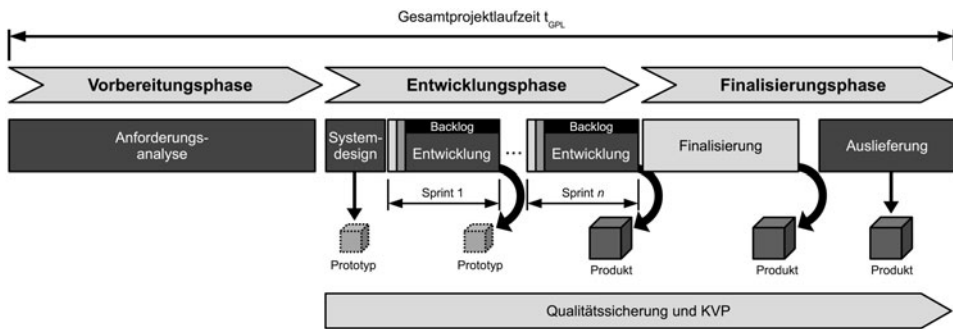 Gesamtprojektlaufzeit tGPL
Vorbereitungsphase
Entwicklungsphase
Finalisierungsphase
Anforderungs-
analyse
System-
design
Backlog
Entwicklung
...
Backlog
Entwicklung
Finalisierung
Auslieferung
Sprint 1
Sprint n
Prototyp
Prototyp
Produkt
Produkt
Produkt
Qualitätssicherung und KVP